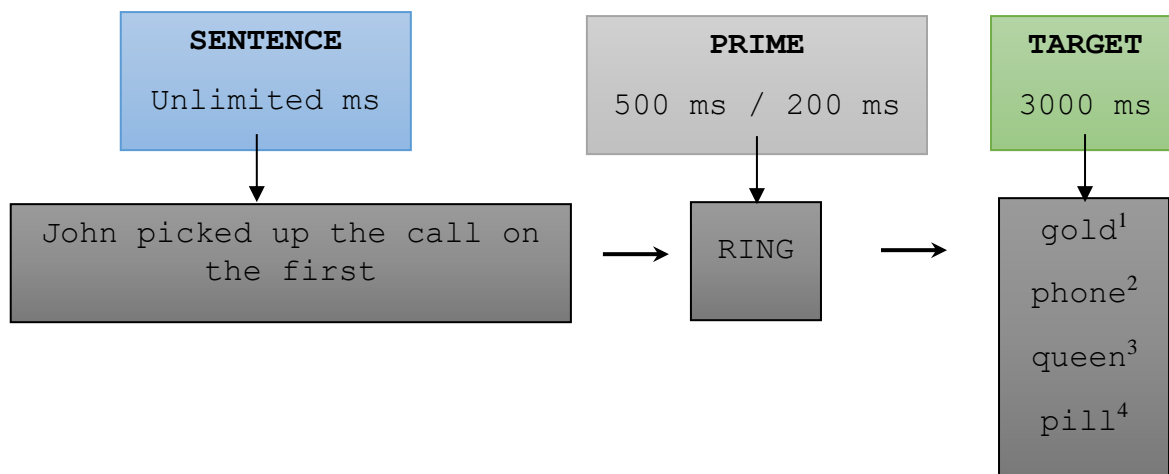 SENTENCE
Unlimited ms
PRIME
500 ms / 200 ms
TARGET
3000 ms
John picked up the call on
the first
RING
gold¹
phone²
queen³
pill⁴